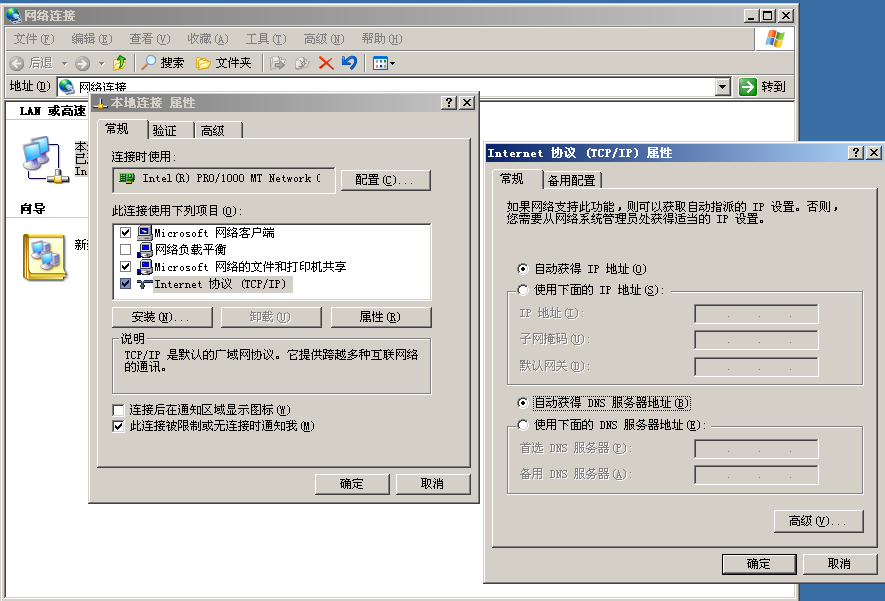 网络连接
文件(F) 编辑(E) 查看(V) 收藏(A) 工具(T) 高级(N) 帮助(H)
后退 搜索 文件夹
地址(D) 网络连接 转到
LAN 或高速
本
已
In
向导
新
本地连接 属性
常规 验证 高级
连接时使用:
Intel(R) PRO/1000 MT Network C
配置(C)...
此连接使用下列项目(O):
Microsoft 网络客户端
网络负载平衡
Microsoft 网络的文件和打印机共享
Internet 协议 (TCP/IP)
安装(N)... 卸载(U) 属性(R)
说明
TCP/IP 是默认的广域网协议。它提供跨越多种互联网络
的通讯。
连接后在通知区域显示图标(W)
此连接被限制或无连接时通知我(M)
确定 取消
Internet 协议 (TCP/IP) 属性
常规 备用配置
如果网络支持此功能，则可以获取自动指派的 IP 设置。否则，
您需要从网络系统管理员处获得适当的 IP 设置。
自动获得 IP 地址(O)
使用下面的 IP 地址(S):
IP 地址(I):
子网掩码(U):
默认网关(D):
自动获得 DNS 服务器地址(B)
使用下面的 DNS 服务器地址(E):
首选 DNS 服务器(P):
备用 DNS 服务器(A):
高级(V)...
确定 取消